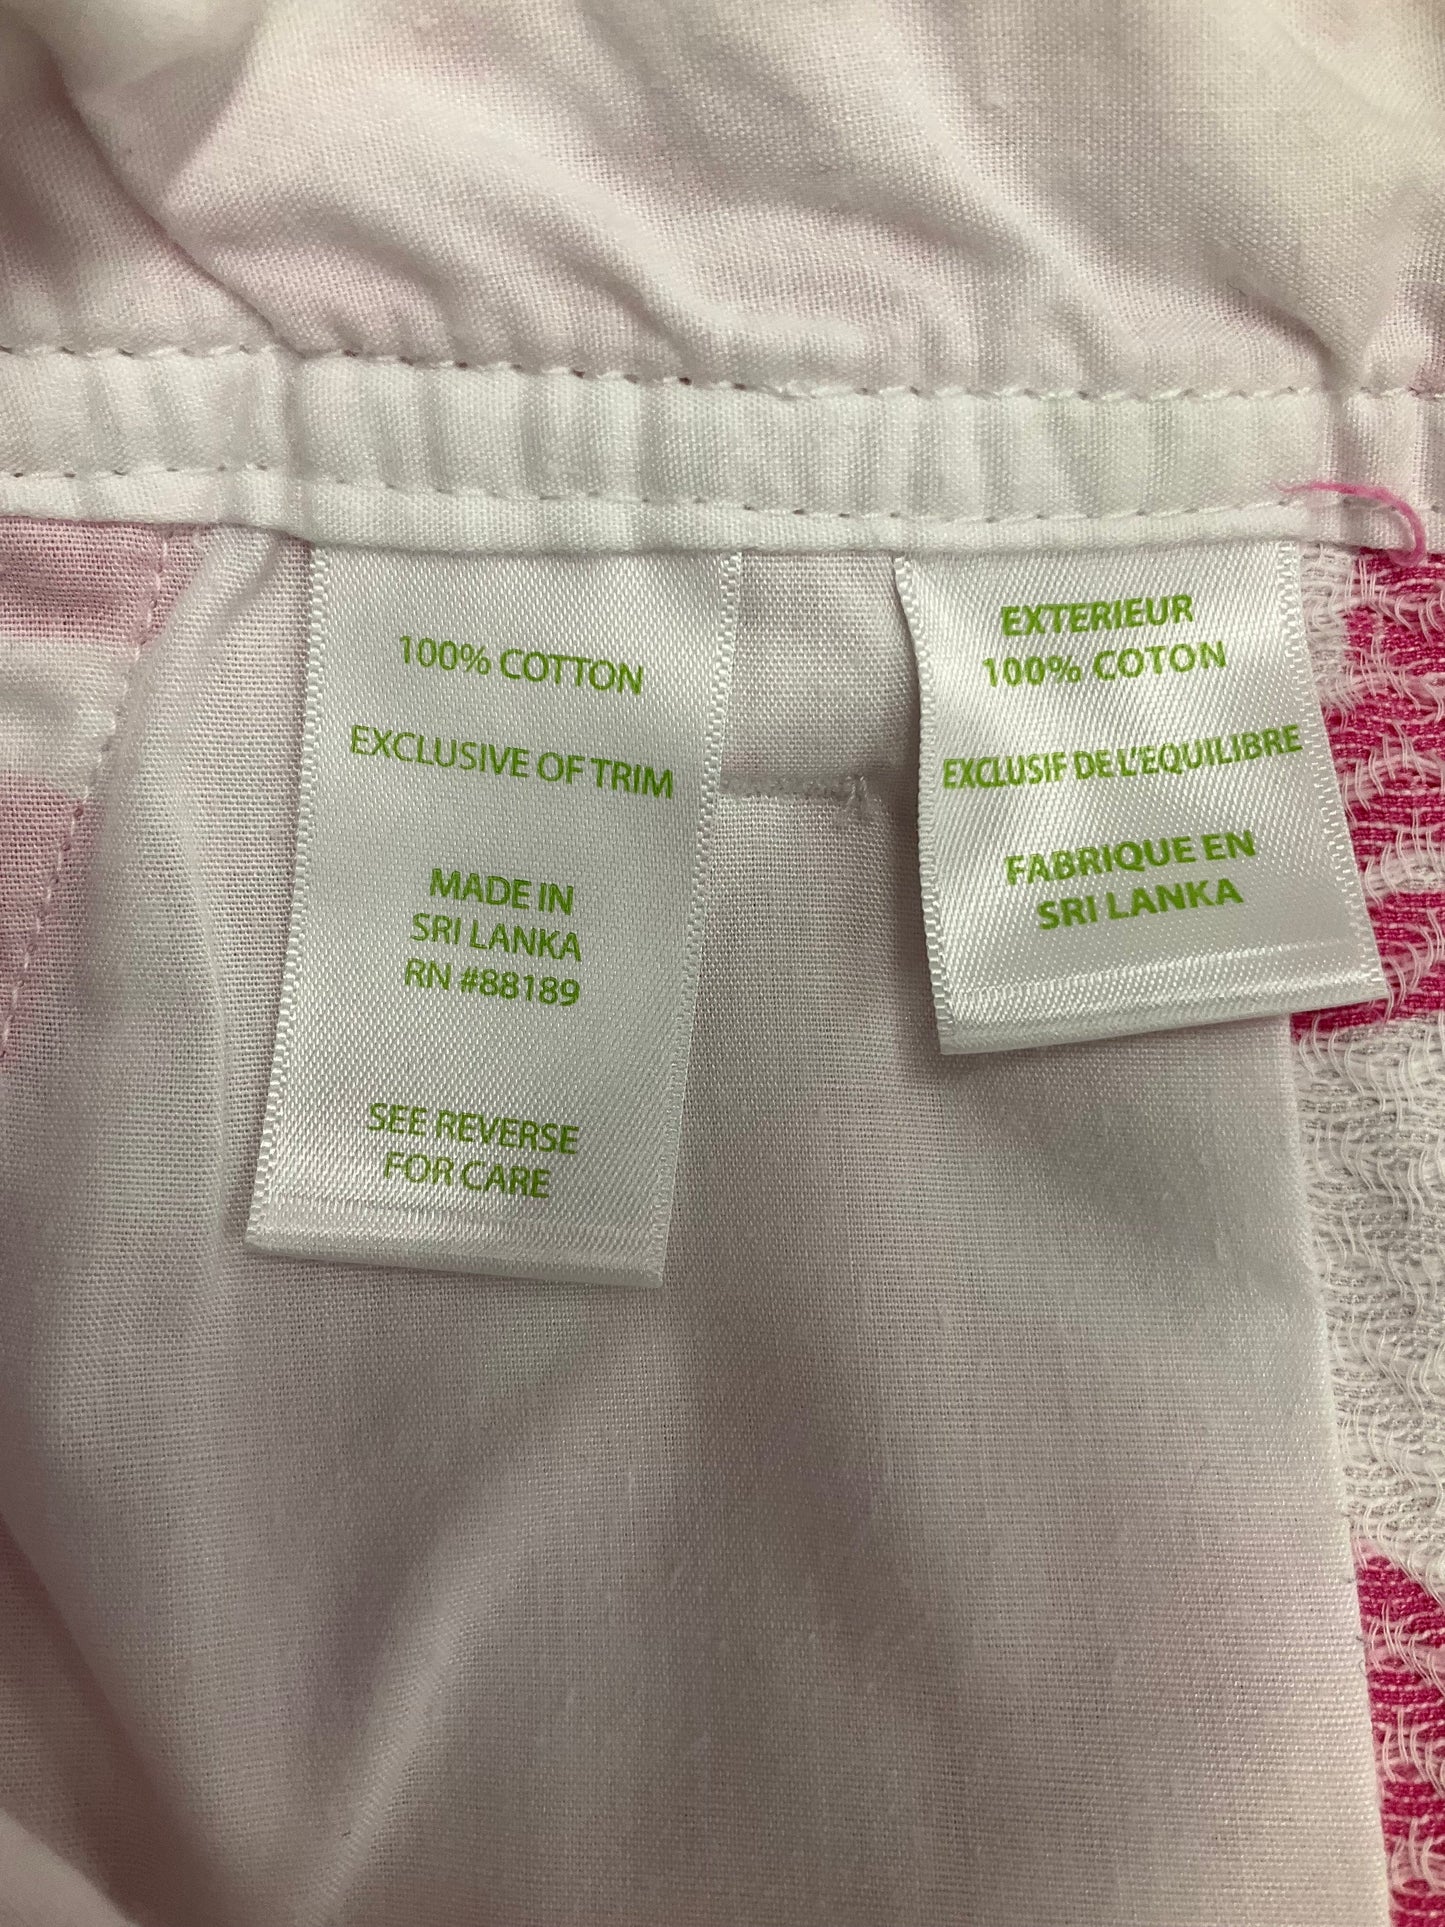 100% COTTON
EXCLUSIVE OF TRIM
MADE IN
SRI LANKA
RN #88189
SEE REVERSE
FOR CARE
EXTERIEUR
100% COTON
EXCLUSIF DE L'EQUILIBRE
FABRIQUE EN
SRI LANKA